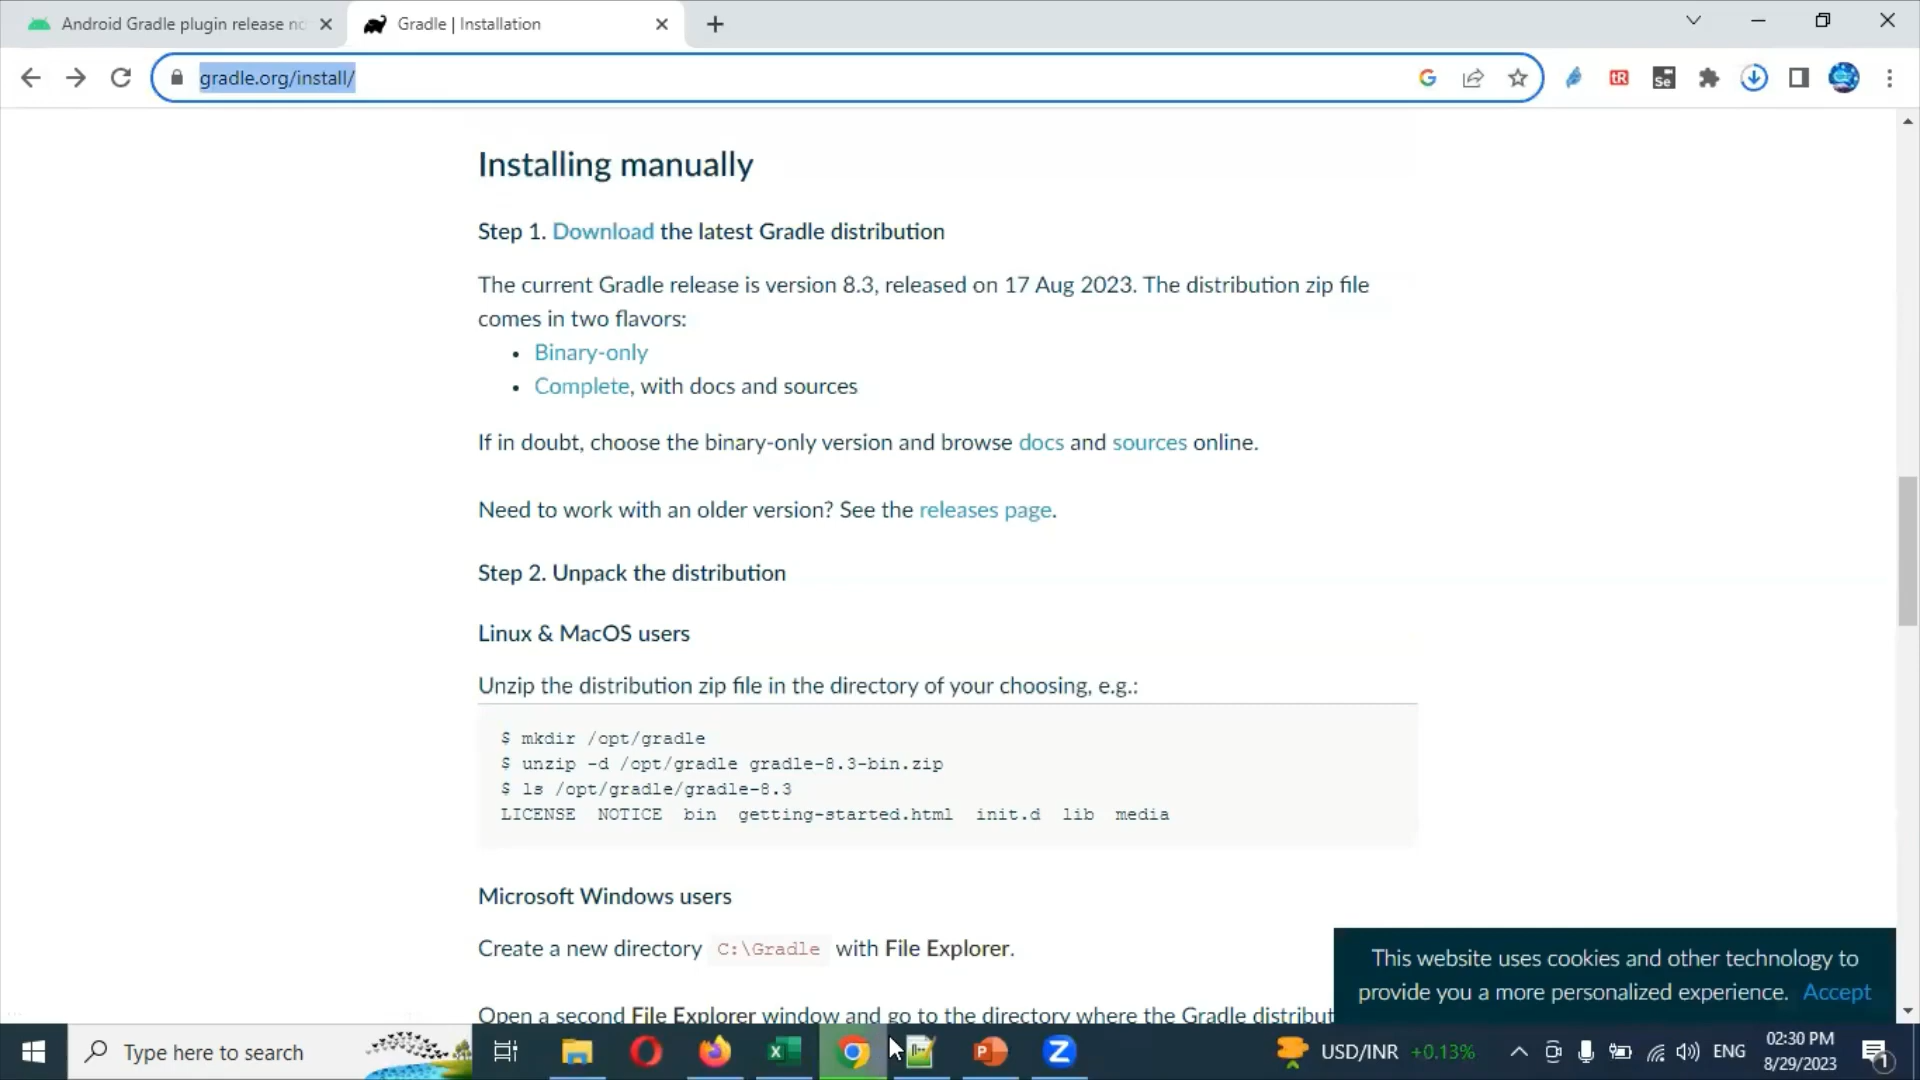 Android Gradle plugin release no
Gradle | Installation
gradle.org/install/
tR
Se
Installing manually
Step 1. Download the latest Gradle distribution
The current Gradle release is version 8.3, released on 17 Aug 2023. The distribution zip file
comes in two flavors:
• Binary-only
• Complete, with docs and sources
If in doubt, choose the binary-only version and browse docs and sources online.
Need to work with an older version? See the releases page.
Step 2. Unpack the distribution
Linux & MacOS users
Unzip the distribution zip file in the directory of your choosing, e.g.:
$ mkdir /opt/gradle
$ unzip -d /opt/gradle gradle-8.3-bin.zip
$ ls /opt/gradle/gradle-8.3
LICENSE NOTICE bin getting-started.html init.d lib media
Microsoft Windows users
Create a new directory C:\Gradle with File Explorer.
Open a second File Explorer window and go to the directory where the Gradle distribut
This website uses cookies and other technology to
provide you a more personalized experience. Accept
Type here to search
USD/INR +0.13%
ENG
02:30 PM
8/29/2023
1